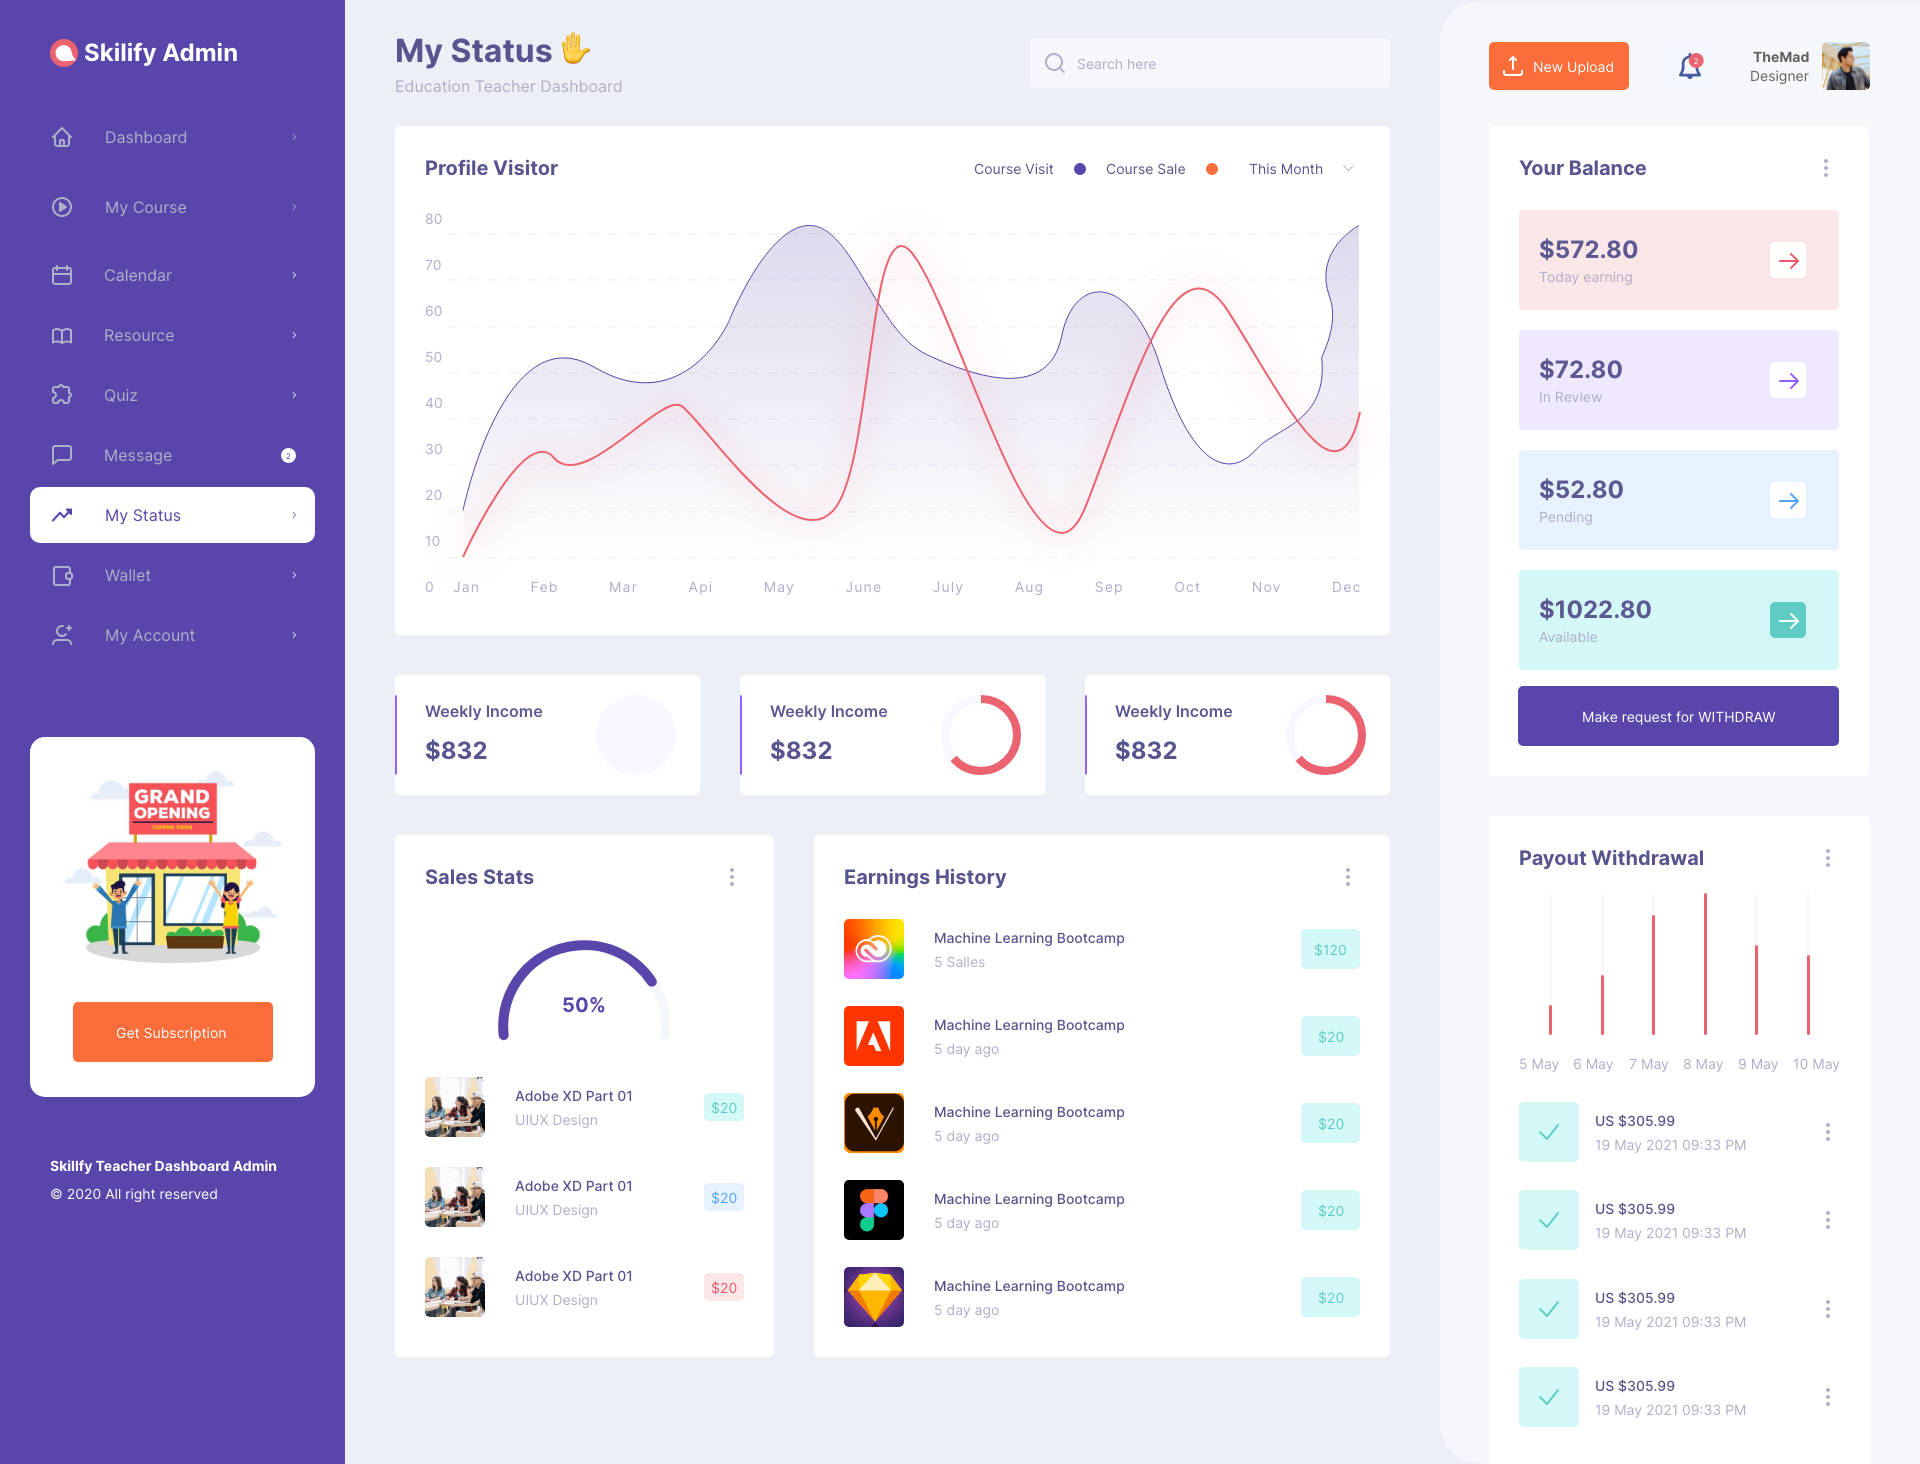 Skilify Admin
Dashboard
My Course
Calendar
Resource
Quiz
Message
2
My Status
Wallet
My Account
GRAND
OPENING
COMING SOON
Get Subscription
Skillfy Teacher Dashboard Admin
© 2020 All right reserved
My Status
Education Teacher Dashboard
Search here
Profile Visitor
Course Visit
Course Sale
This Month
80
70
60
50
40
30
20
10
0 Jan Feb Mar Api May June July Aug Sep Oct Nov Dec
Weekly Income
$832
Weekly Income
$832
Weekly Income
$832
Sales Stats
50%
Adobe XD Part 01
UIUX Design
$20
Adobe XD Part 01
UIUX Design
$20
Adobe XD Part 01
UIUX Design
$20
Earnings History
Machine Learning Bootcamp
5 Salles
$120
Machine Learning Bootcamp
5 day ago
$20
Machine Learning Bootcamp
5 day ago
$20
Machine Learning Bootcamp
5 day ago
$20
Machine Learning Bootcamp
5 day ago
$20
New Upload
2
TheMad
Designer
Your Balance
$572.80
Today earning
$72.80
In Review
$52.80
Pending
$1022.80
Available
Make request for WITHDRAW
Payout Withdrawal
5 May 6 May 7 May 8 May 9 May 10 May
US $305.99
19 May 2021 09:33 PM
US $305.99
19 May 2021 09:33 PM
US $305.99
19 May 2021 09:33 PM
US $305.99
19 May 2021 09:33 PM